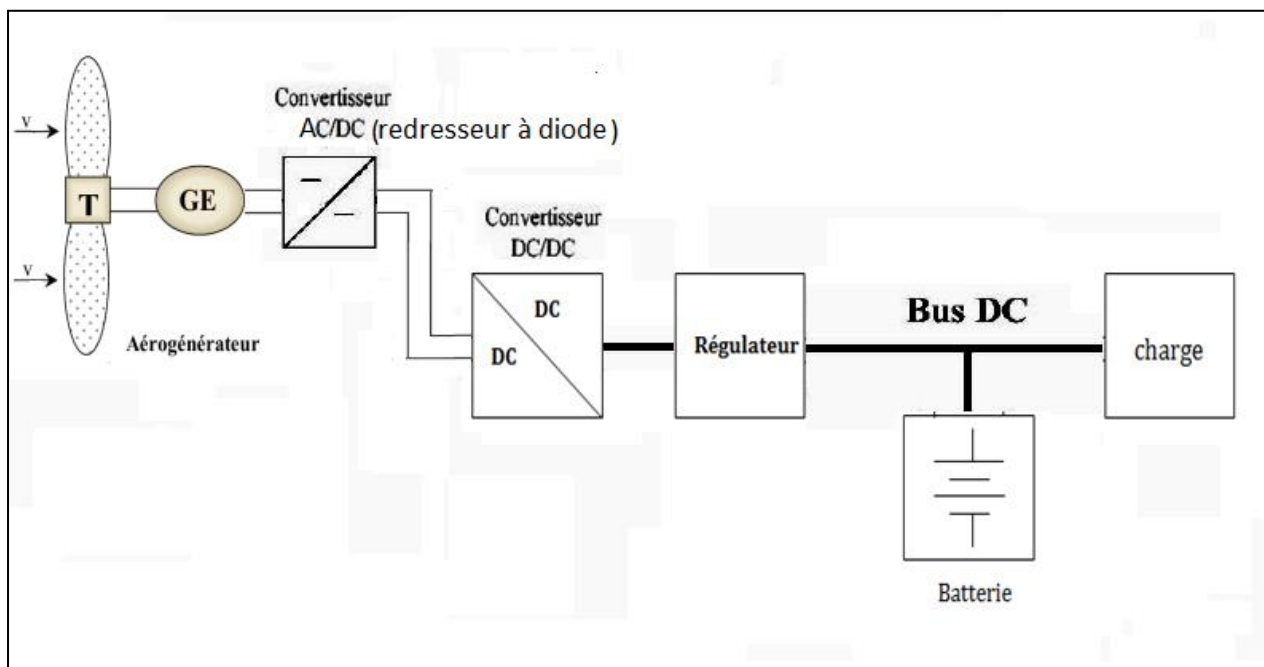 Convertisseur
AC/DC (redresseur à diode)
V
T
GE
V
Aérogénérateur
Convertisseur
DC/DC
DC
DC
Régulateur
Bus DC
charge
Batterie